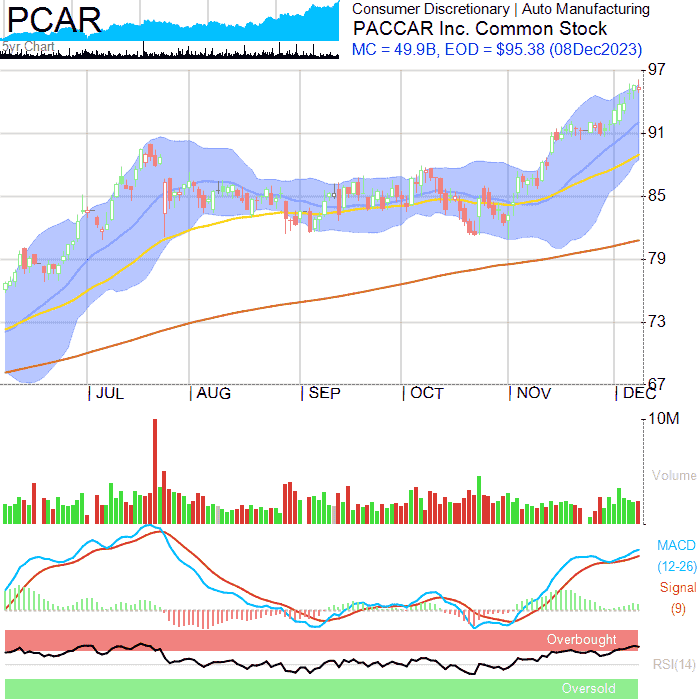 PCAR
Consumer Discretionary | Auto Manufacturing
PACCAR Inc. Common Stock
MC = 49.9B, EOD = $95.38 (08Dec2023)
5yr Chart
97
91
85
79
73
67
JUL AUG SEP OCT NOV DEC
10M
Volume
MACD
(12-26)
Signal
(9)
Overbought
RSI(14)
Oversold